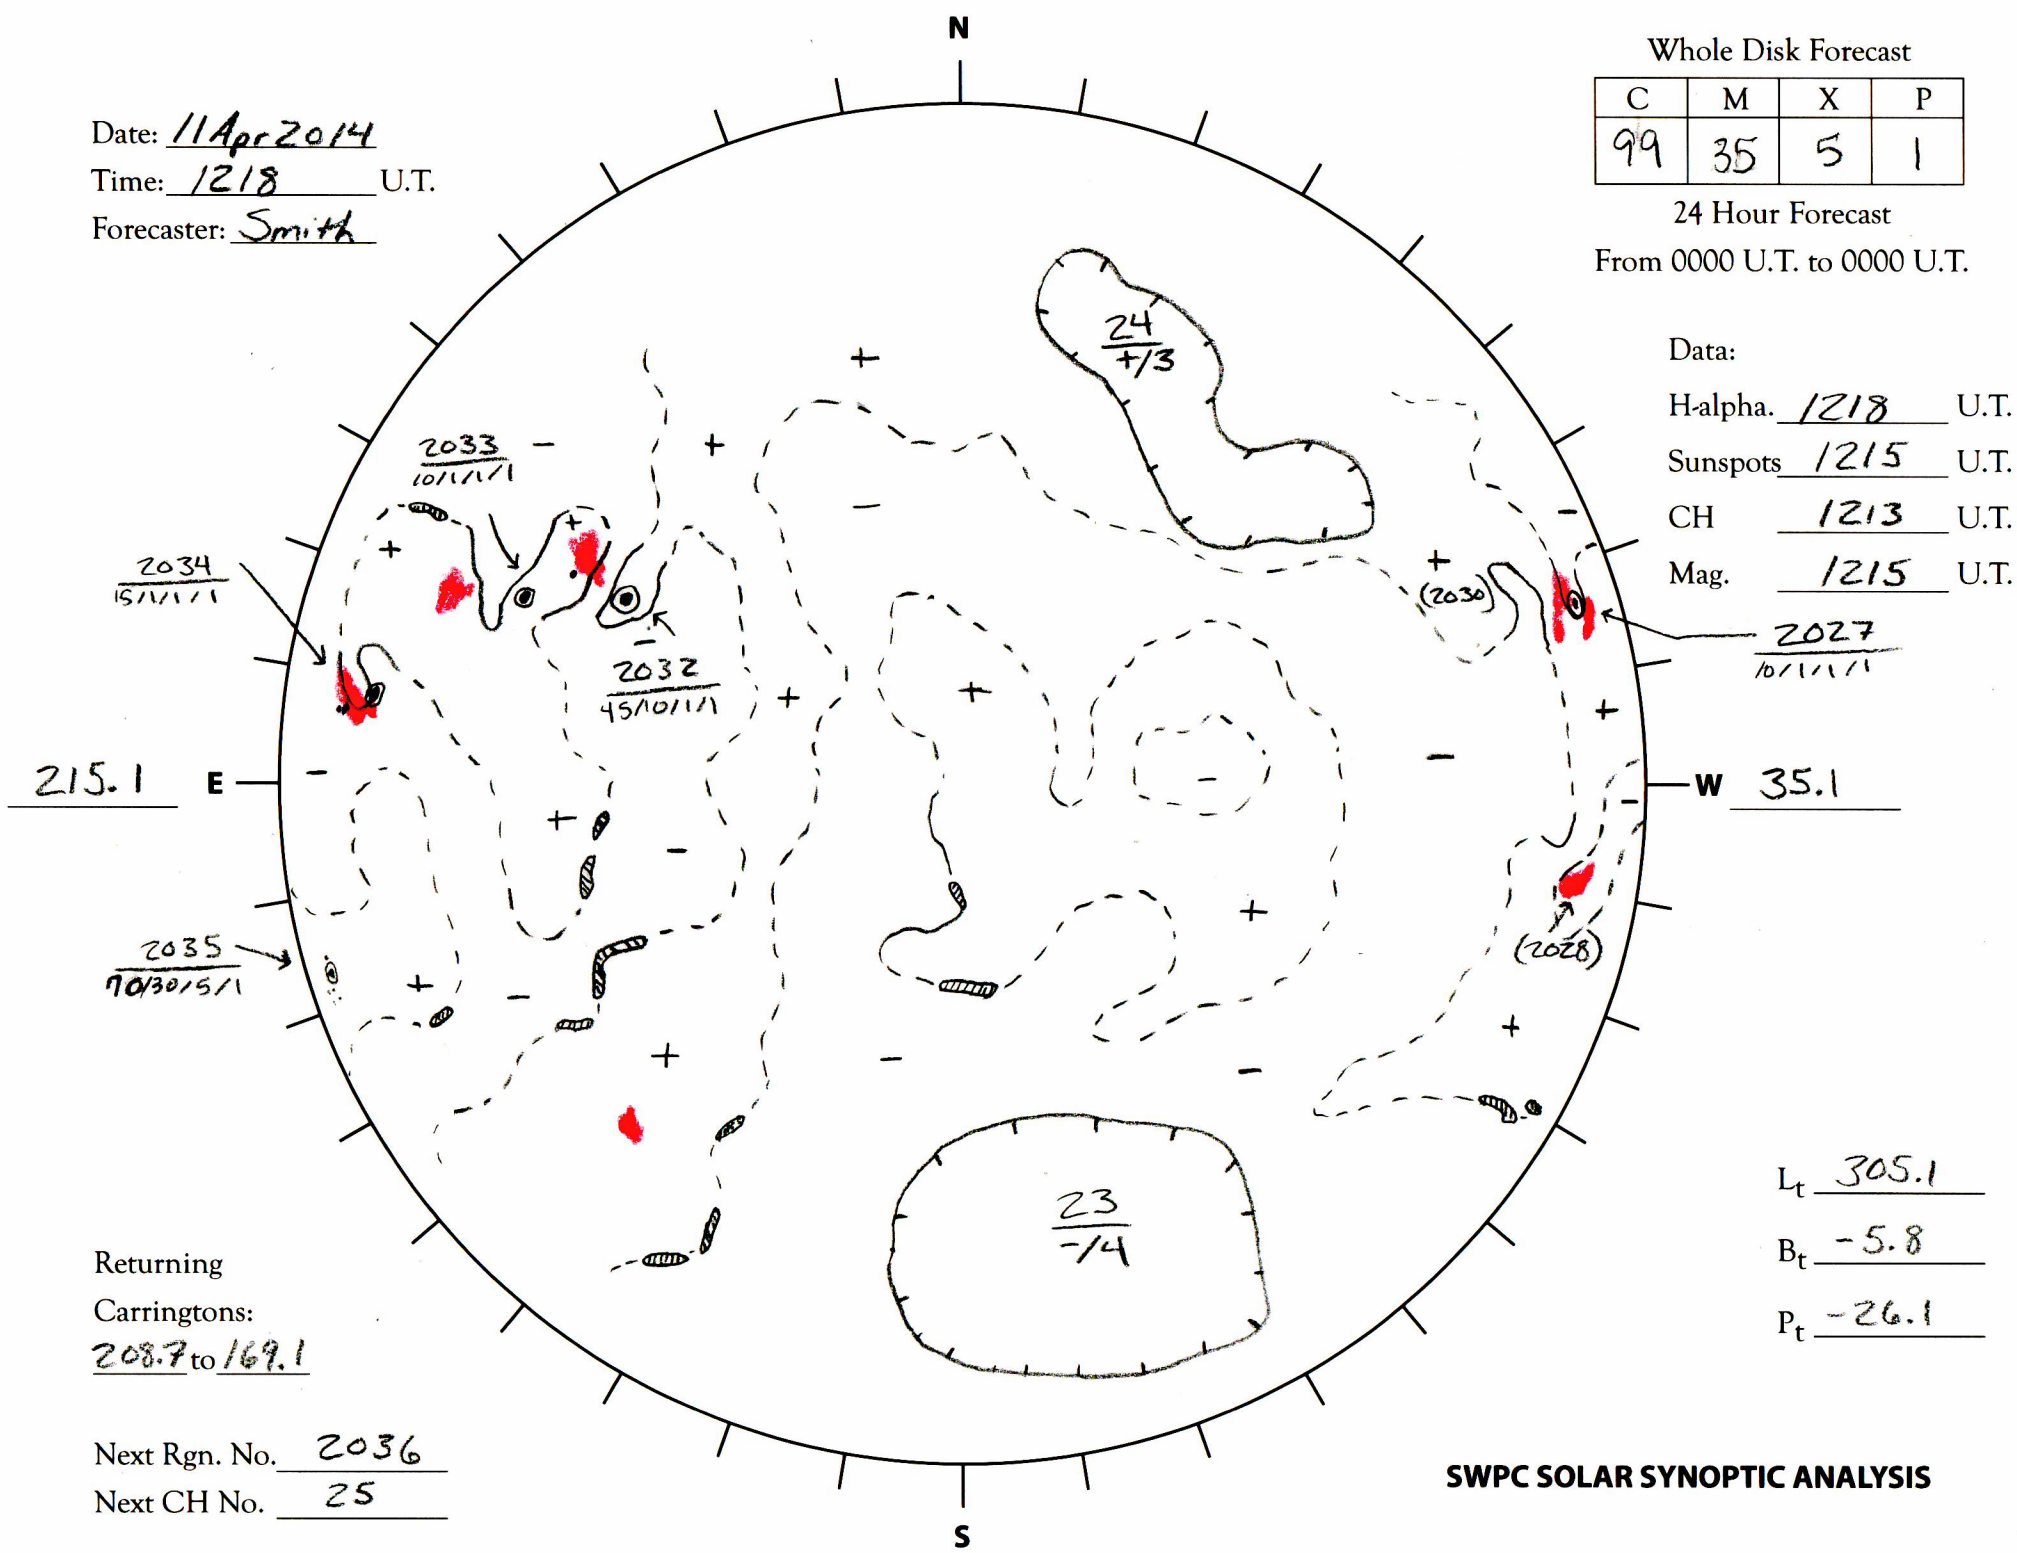 N
Whole Disk Forecast
C M X P
99 35 5 1
24 Hour Forecast
From 0000 U.T. to 0000 U.T.
Date: 11 Apr 2014
Time: 1218 U.T.
Forecaster: Smith
Data:
H-alpha. 1218 U.T.
Sunspots 1215 U.T.
CH 1213 U.T.
Mag. 1215 U.T.
24
+/3
+
+
-
-
2033
10/1/1/1
+
+
2034
15/1/1/1
-
+
(2030)
2027
10/1/1/1
-
2032
45/10/1/1
+
+
+
215.1 E
-
-
-
-
W 35.1
+
-
+
(2028)
2035
70/30/5/1
+
-
+
+
-
-
23
-/4
Lt 305.1
Bt -5.8
Pt -26.1
Returning
Carringtons:
208.7 to 169.1
Next Rgn. No. 2036
Next CH No. 25
SWPC SOLAR SYNOPTIC ANALYSIS
S